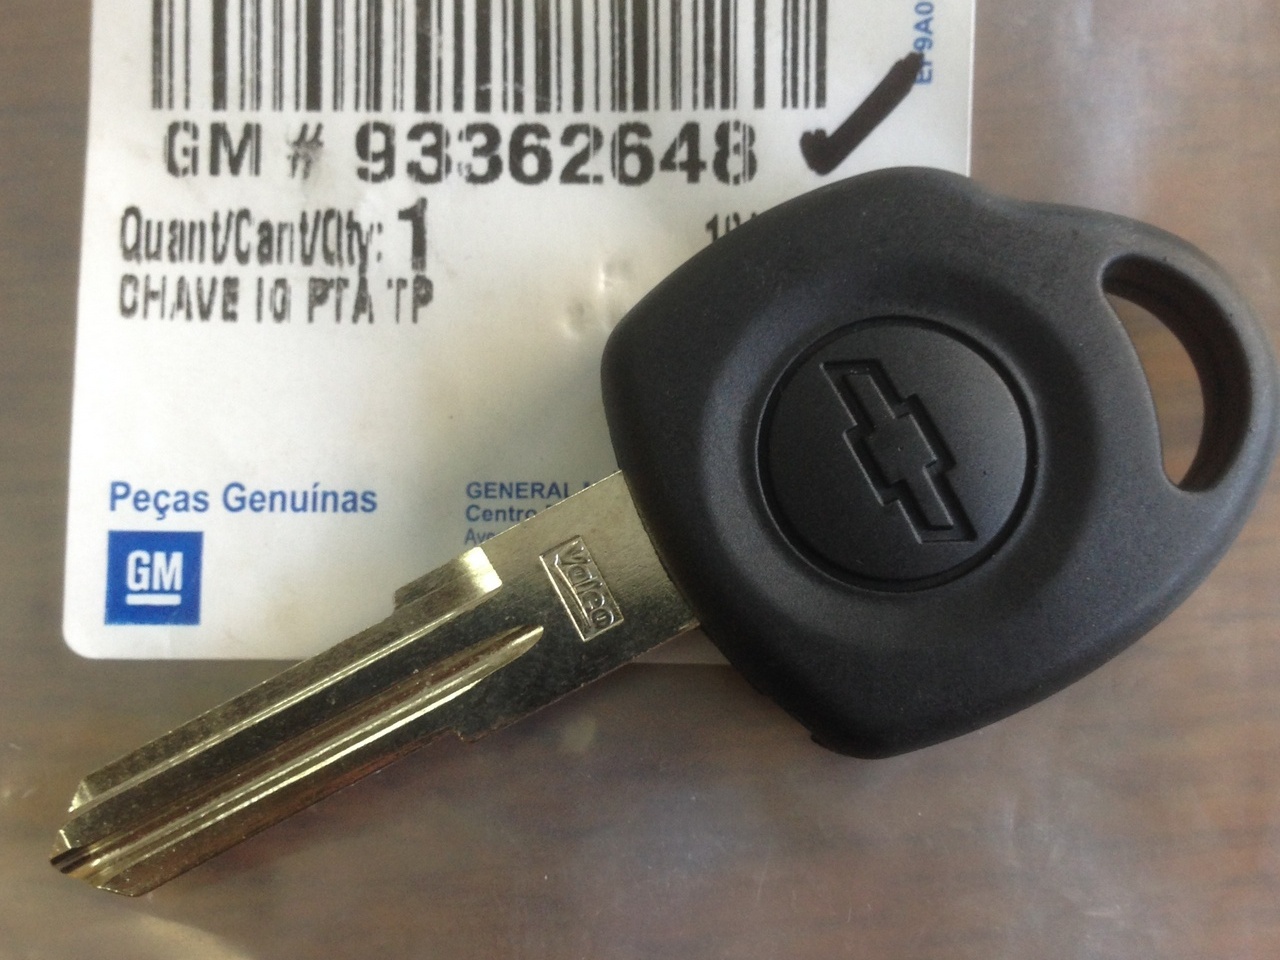 GM # 93362648
Quant/Cant/Qty: 1
CHAVE IG PTA TP
Peças Genuínas
GM
GENERAL
Centro
valeo